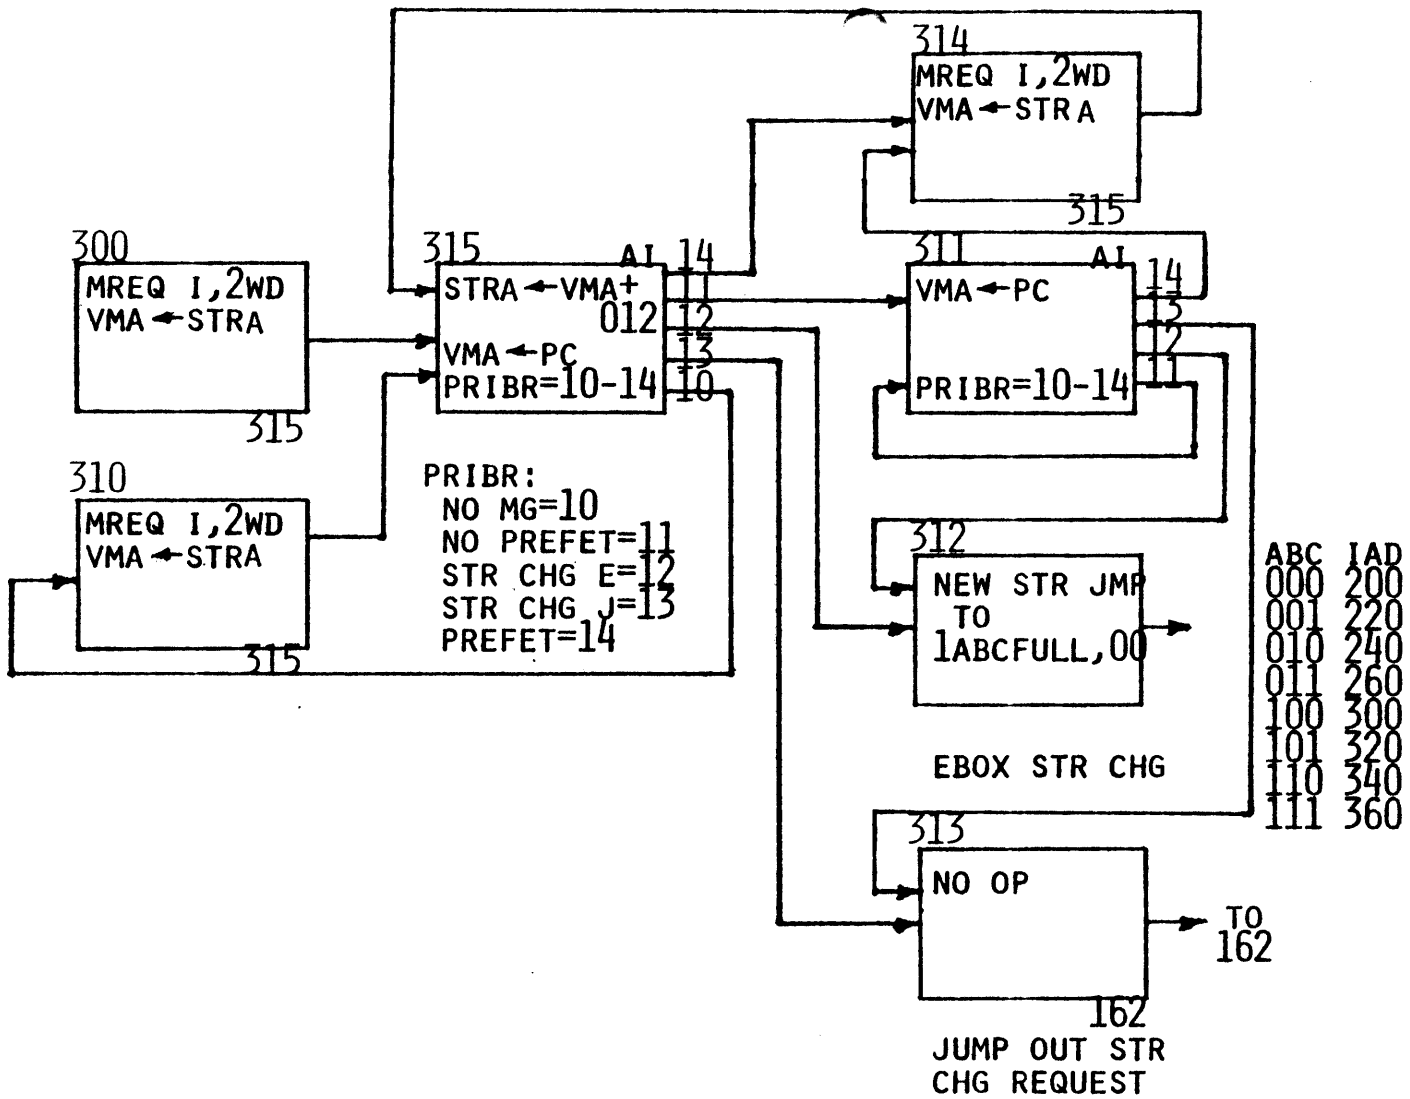 314
MREQ I,2WD
VMA←STRA
315
300
MREQ I,2WD
VMA←STRA
315
315
AI
STRA←VMA+
012
VMA←PC
PRIBR=10-14
14
11
12
13
10
311
AI
VMA←PC
PRIBR=10-14
14
13
12
11
310
MREQ I,2WD
VMA←STRA
315
PRIBR:
NO MG=10
NO PREFET=11
STR CHG E=12
STR CHG J=13
PREFET=14
312
NEW STR JMP
TO
1ABCFULL,00
EBOX STR CHG
ABC IAD
000 200
001 220
010 240
011 260
100 300
101 320
110 340
111 360
313
NO OP
162
TO
162
JUMP OUT STR
CHG REQUEST